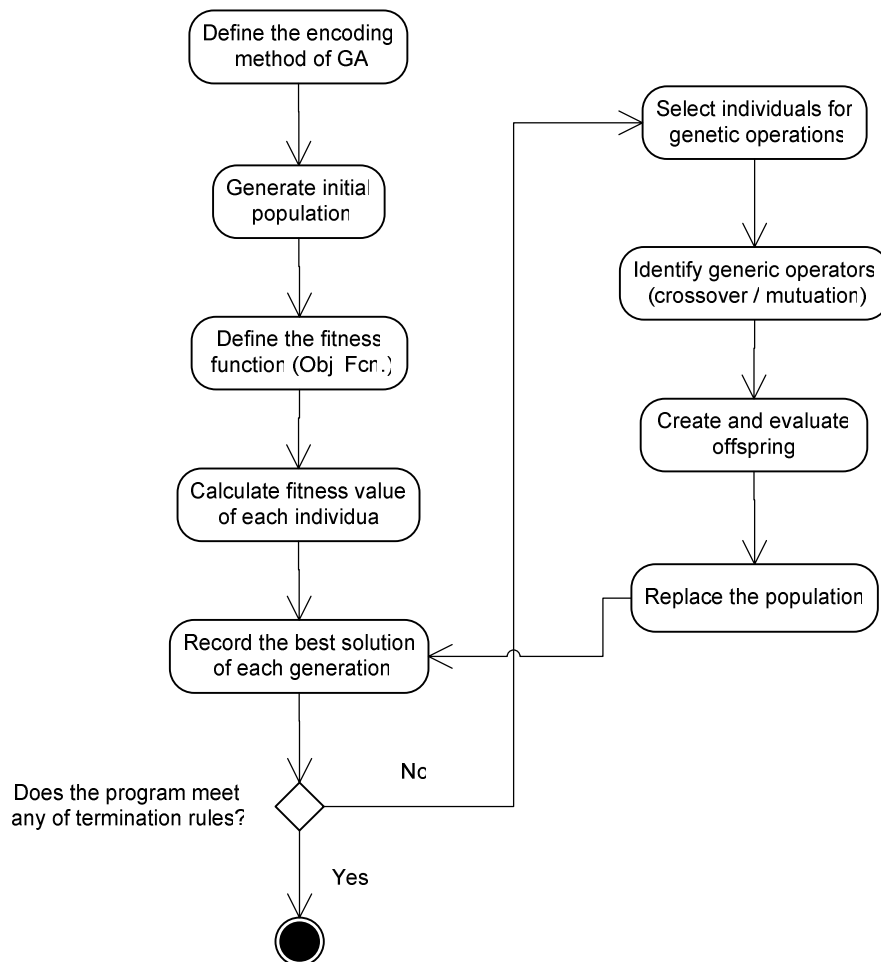 Define the encoding
method of GA
Generate initial
population
Define the fitness
function (Obj. Fcn.)
Calculate fitness value
of each individua
Record the best solution
of each generation
Does the program meet
any of termination rules?
No
Yes
Select individuals for
genetic operations
Identify generic operators
(crossover / mutuation)
Create and evaluate
offspring
Replace the population